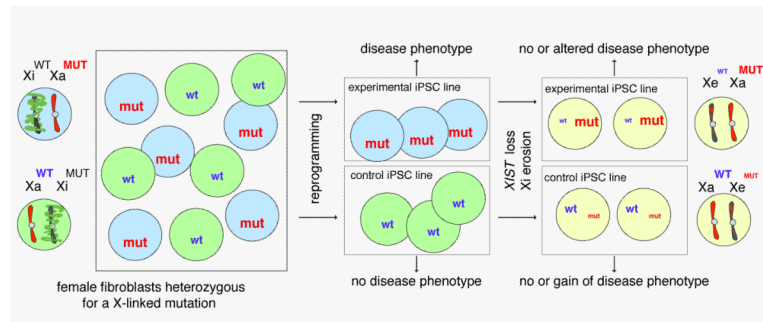 WT MUT
Xi Xa
WT MUT
Xa Xi
mut
wt
wt
mut
mut
wt
wt
mut
wt
mut
female fibroblasts heterozygous
for a X-linked mutation
reprogramming
disease phenotype
experimental iPSC line
mut
mut
mut
control iPSC line
wt
wt
wt
no disease phenotype
XIST loss
Xi erosion
no or altered disease phenotype
experimental iPSC line
wt mut
wt mut
control iPSC line
wt mut
wt mut
no or gain of disease phenotype
WT MUT
Xe Xa
WT MUT
Xa Xe